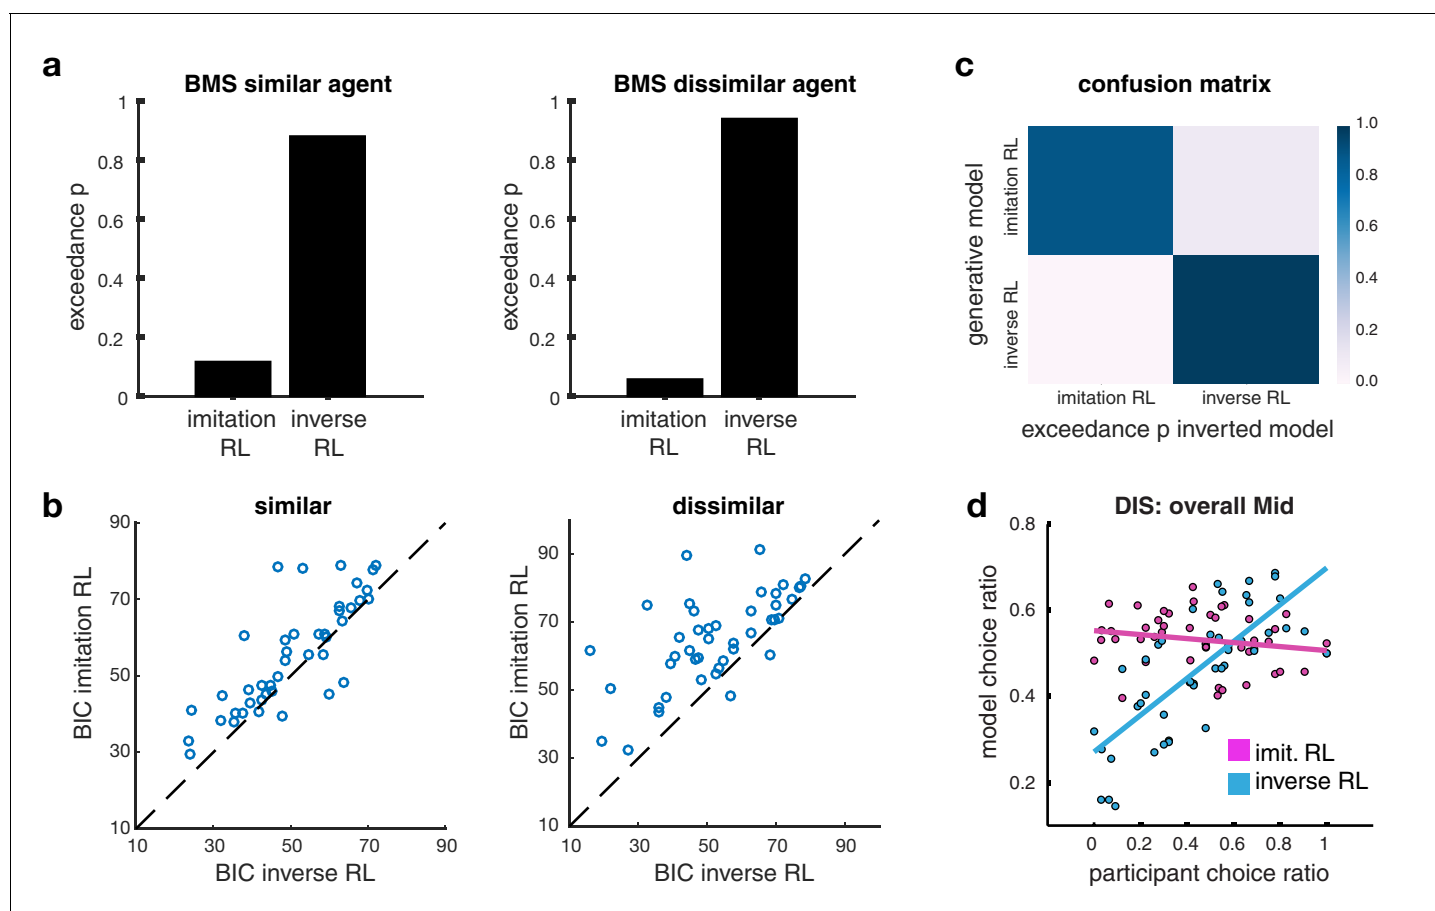 a
BMS similar agent
1
0.8
0.6
0.4
0.2
0
exceedance p
imitation RL
inverse RL
BMS dissimilar agent
1
0.8
0.6
0.4
0.2
0
exceedance p
imitation RL
inverse RL
c
confusion matrix
generative model
imitation RL
inverse RL
imitation RL
inverse RL
exceedance p inverted model
1.0
0.8
0.6
0.4
0.2
0.0
b
similar
90
70
50
30
10
BIC imitation RL
30
50
70
90
BIC inverse RL
dissimilar
90
70
50
30
10
BIC imitation RL
10
30
50
70
90
BIC inverse RL
d
DIS: overall Mid
0.8
0.6
0.4
0.2
model choice ratio
imit. RL
inverse RL
0
0.2
0.4
0.6
0.8
1
participant choice ratio